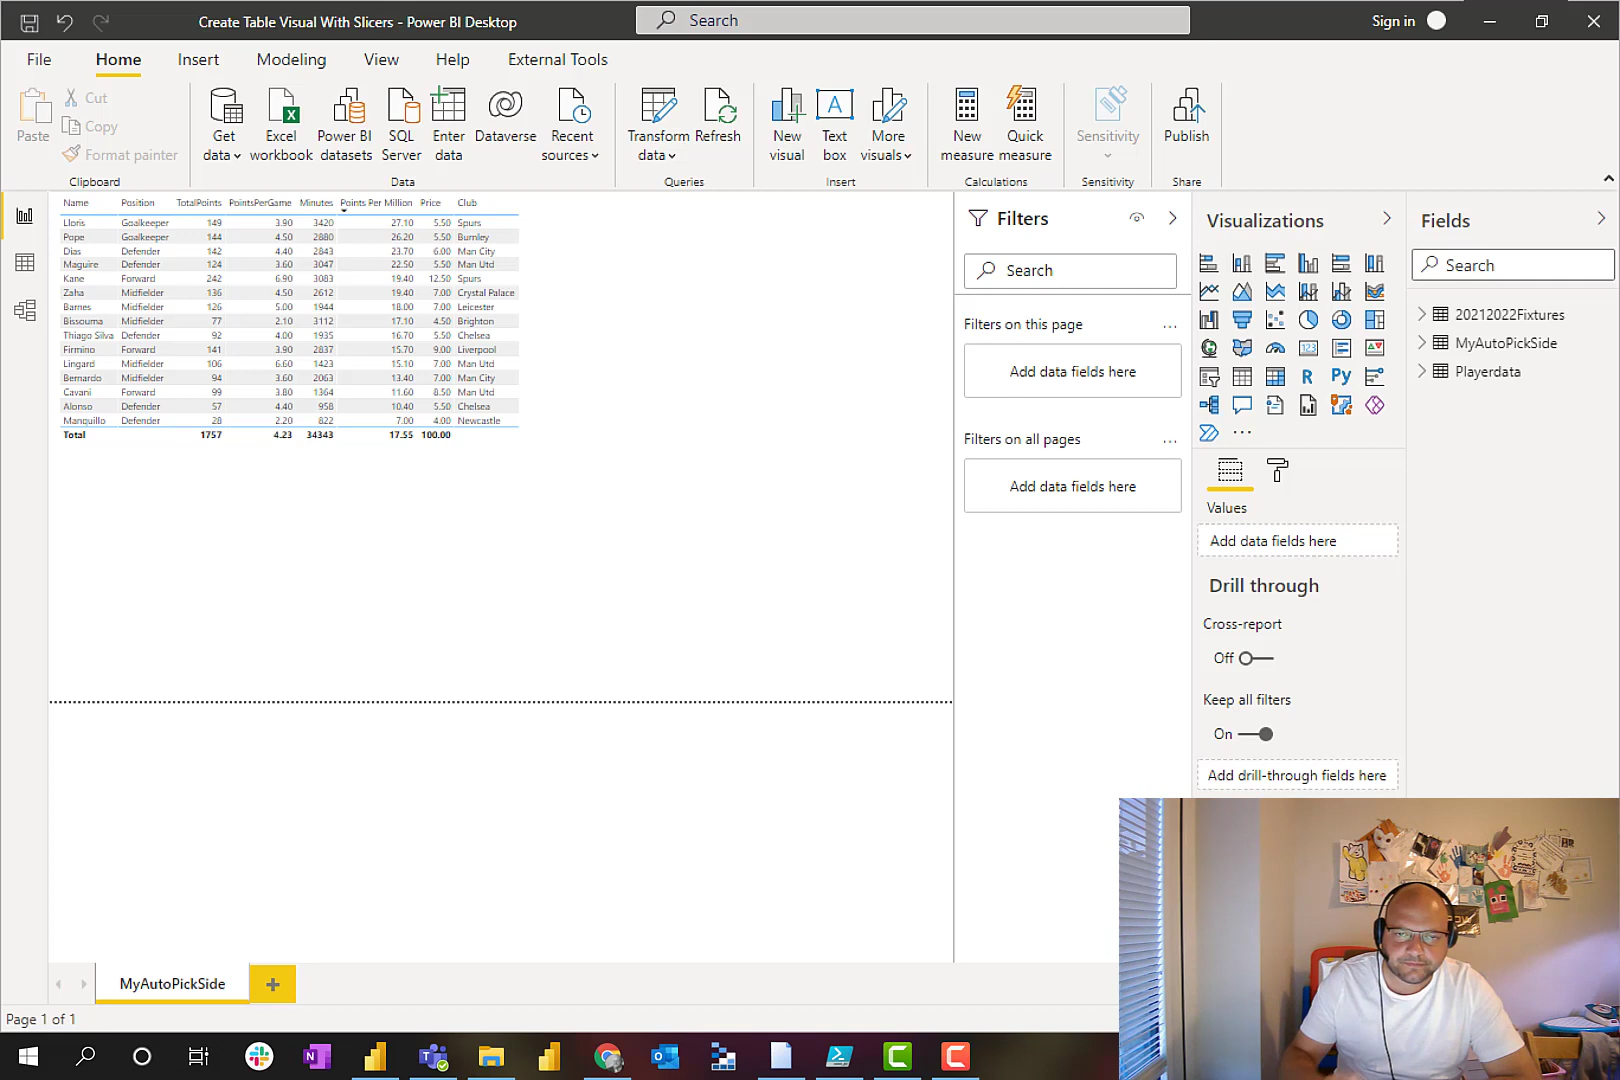 Create Table Visual With Slicers - Power BI Desktop
Search
Sign in
File Home Insert Modeling View Help External Tools
Paste
Cut
Copy
Format painter
Clipboard
Get data
Excel workbook
Power BI datasets
SQL Server
Enter data
Dataverse
Recent sources
Data
Transform data
Refresh
Queries
New visual
Text box
More visuals
Insert
New measure
Quick measure
Calculations
Sensitivity
Sensitivity
Publish
Share
Name Position TotalPoints PointsPerGame Minutes Points Per Million Price Club
Lloris Goalkeeper 149 3.90 3420 27.10 5.50 Spurs
Pope Goalkeeper 144 4.50 2880 26.20 5.50 Burnley
Dias Defender 142 4.40 2843 23.70 6.00 Man City
Maguire Defender 124 3.60 3047 22.50 5.50 Man Utd
Kane Forward 242 6.90 3083 19.40 12.50 Spurs
Zaha Midfielder 136 4.50 2612 19.40 7.00 Crystal Palace
Barnes Midfielder 126 5.00 1944 18.00 7.00 Leicester
Bissouma Midfielder 77 2.10 3112 17.10 4.50 Brighton
Thiago Silva Defender 92 4.00 1935 16.70 5.50 Chelsea
Firmino Forward 141 3.90 2837 15.70 9.00 Liverpool
Lingard Midfielder 106 6.60 1423 15.10 7.00 Man Utd
Bernardo Midfielder 94 3.60 2063 13.40 7.00 Man City
Cavani Forward 99 3.80 1364 11.60 8.50 Man Utd
Alonso Defender 57 4.40 958 10.40 5.50 Chelsea
Manquillo Defender 28 2.20 822 7.00 4.00 Newcastle
Total 1757 4.23 34343 17.55 100.00
Filters
Search
Filters on this page ...
Add data fields here
Filters on all pages ...
Add data fields here
Visualizations
Values
Add data fields here
Drill through
Cross-report
Off
Keep all filters
On
Add drill-through fields here
Fields
Search
20212022Fixtures
MyAutoPickSide
Playerdata
MyAutoPickSide
Page 1 of 1